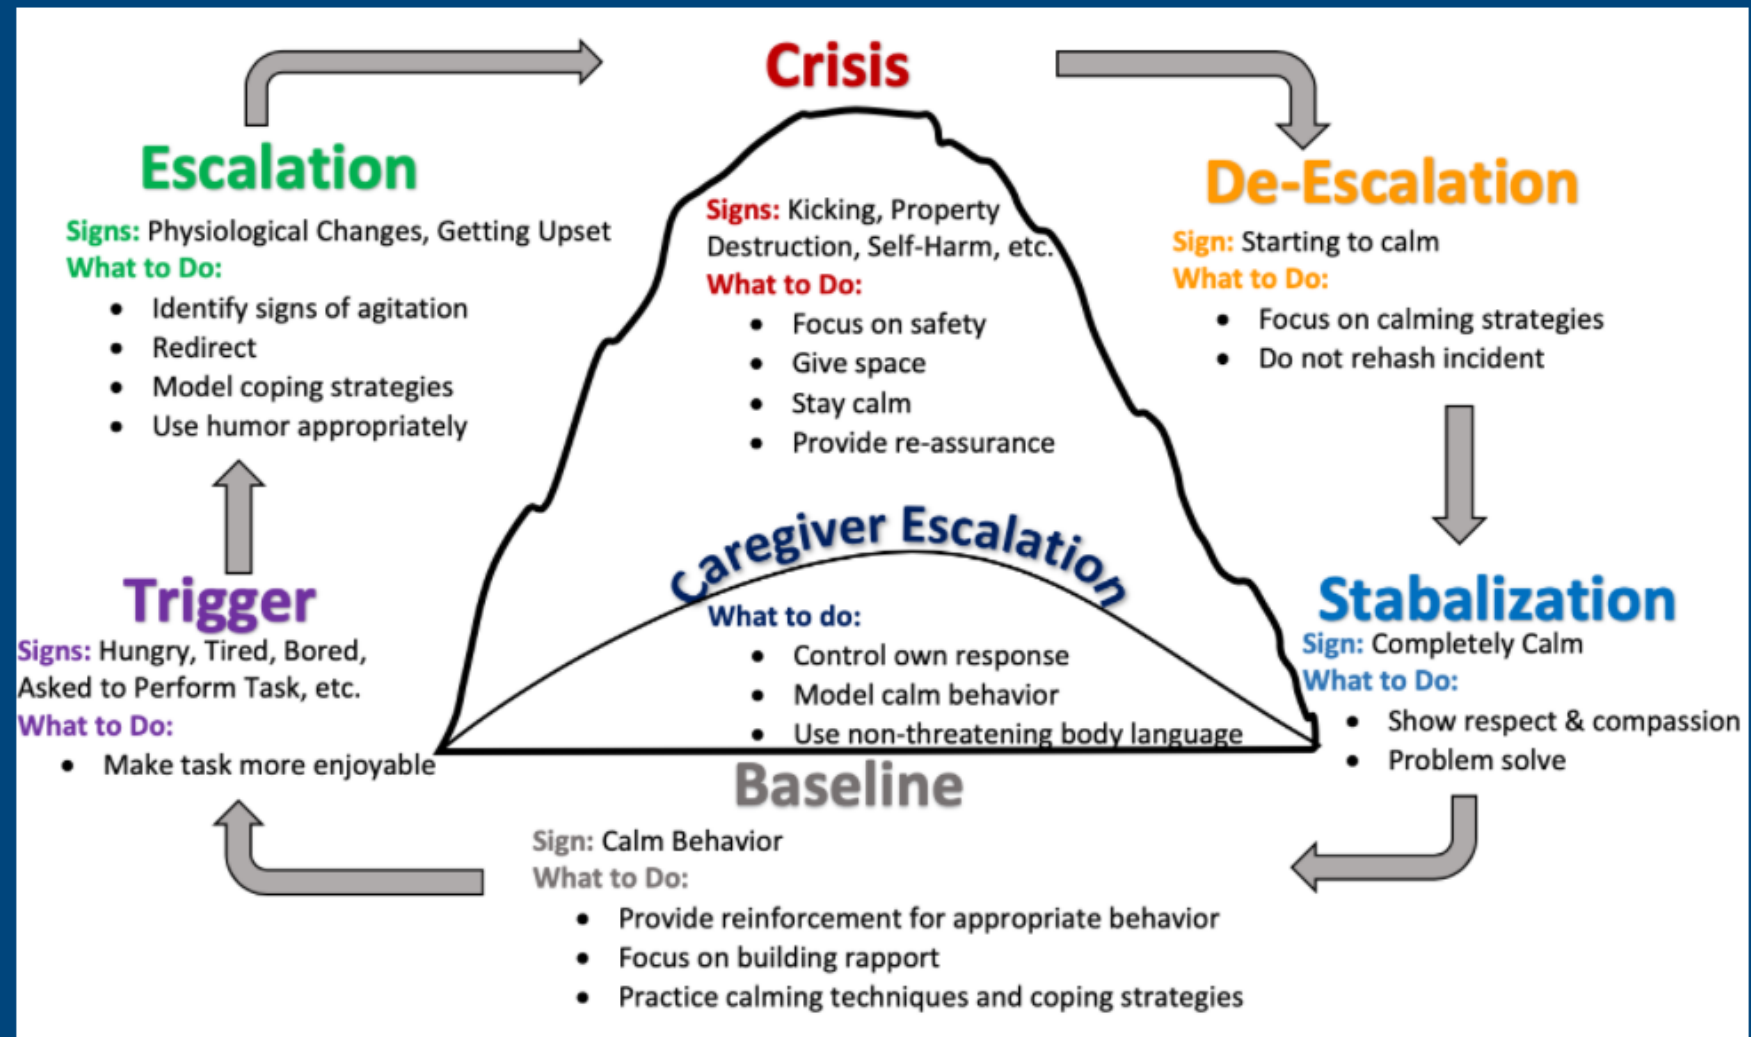 Crisis
Escalation
Signs: Physiological Changes, Getting Upset
What to Do:
• Identify signs of agitation
• Redirect
• Model coping strategies
• Use humor appropriately
Signs: Kicking, Property
Destruction, Self-Harm, etc.
What to Do:
• Focus on safety
• Give space
• Stay calm
• Provide re-assurance
De-Escalation
Sign: Starting to calm
What to Do:
• Focus on calming strategies
• Do not rehash incident
Trigger
Signs: Hungry, Tired, Bored,
Asked to Perform Task, etc.
What to Do:
• Make task more enjoyable
Caregiver Escalation
What to do:
• Control own response
• Model calm behavior
• Use non-threatening body language
Stabalization
Sign: Completely Calm
What to Do:
• Show respect & compassion
• Problem solve
Baseline
Sign: Calm Behavior
What to Do:
• Provide reinforcement for appropriate behavior
• Focus on building rapport
• Practice calming techniques and coping strategies